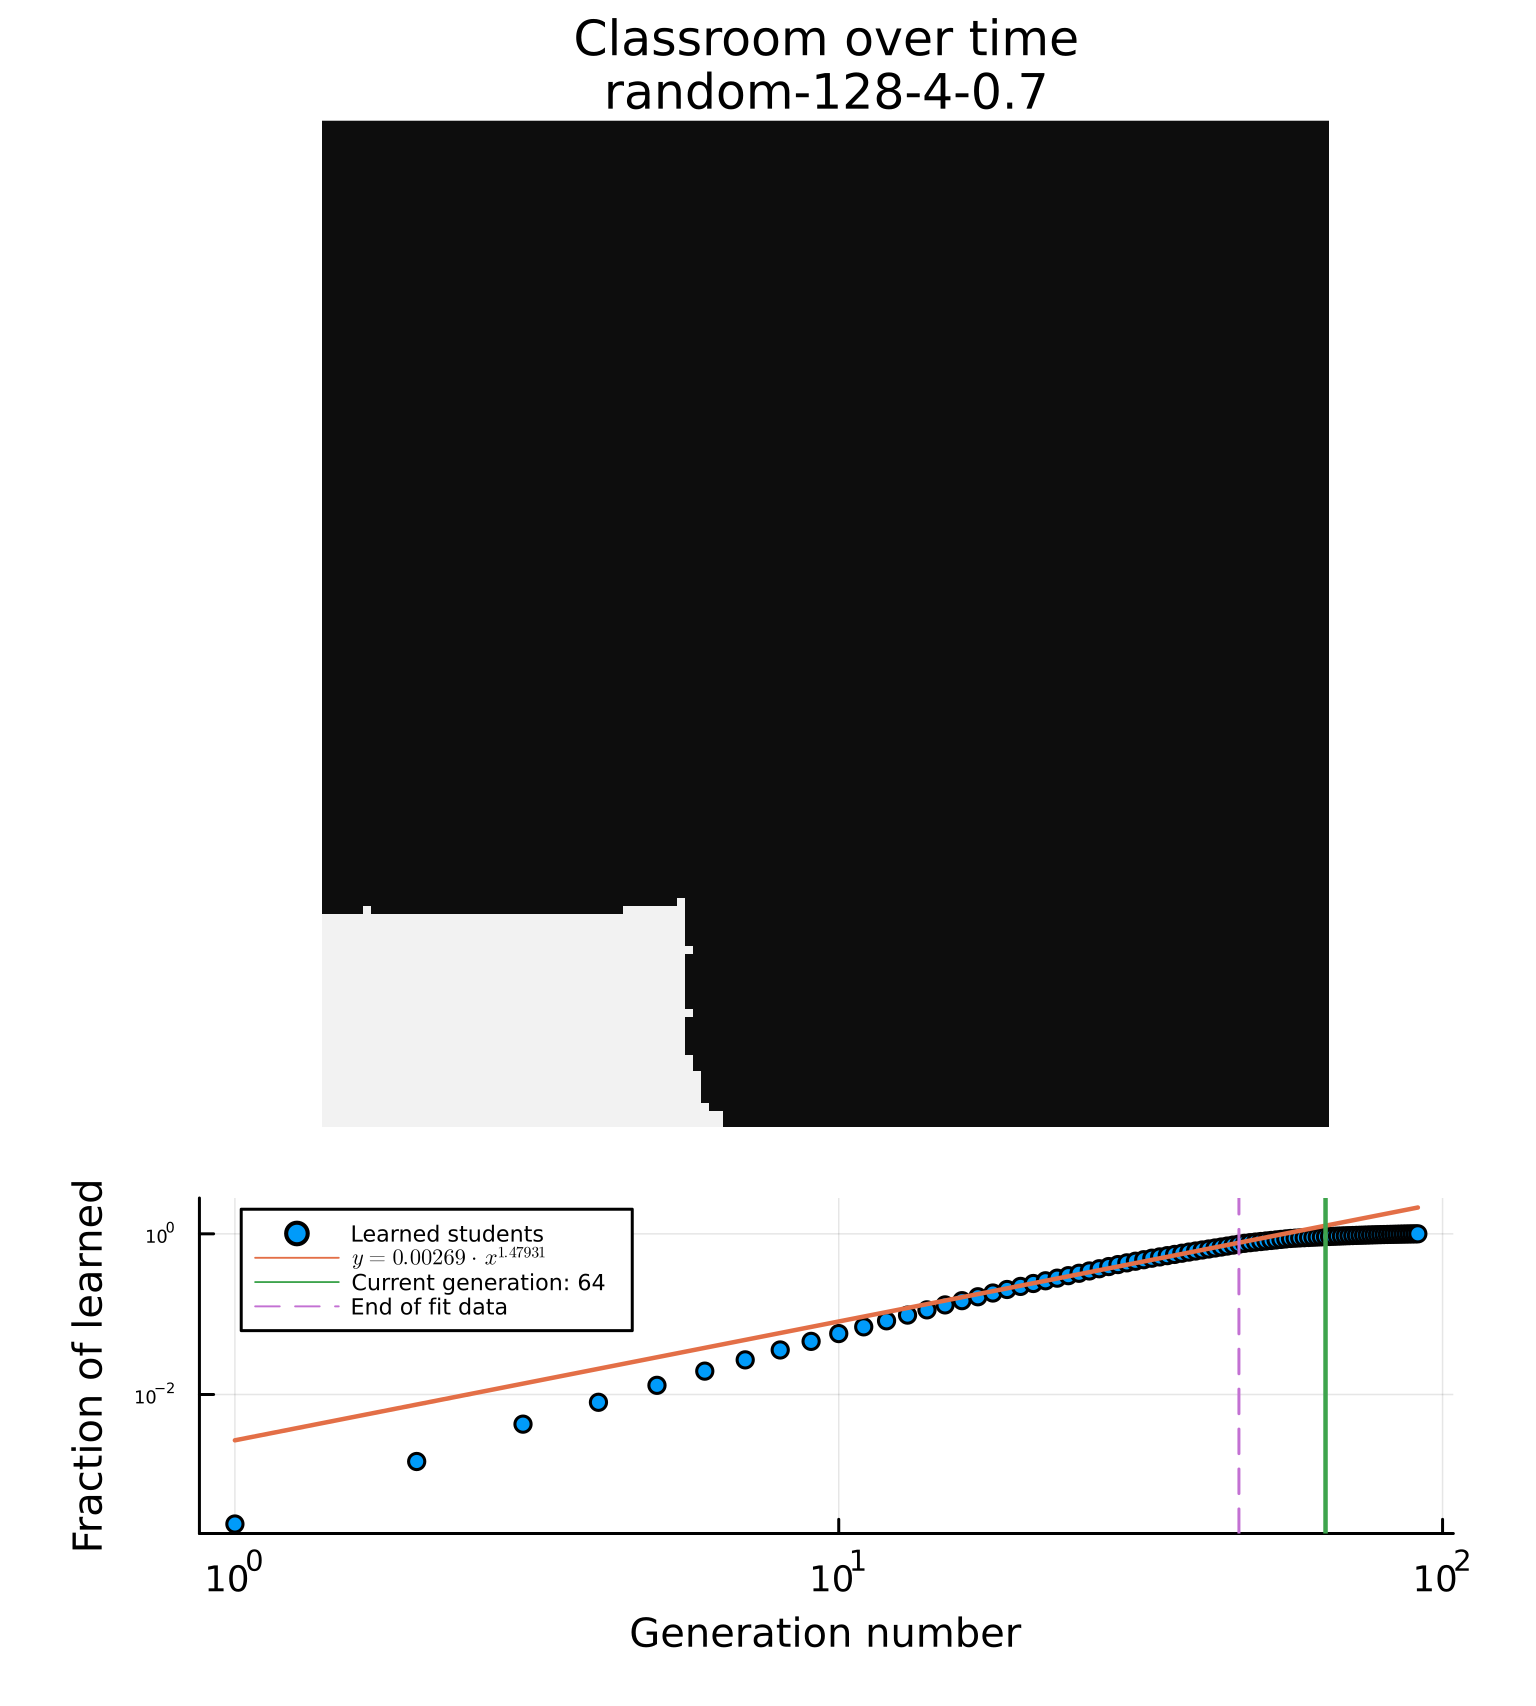 Classroom over time
random-128-4-0.7
Fraction of learned
10^0
10^-2
Learned students
y = 0.00269 · x^1.47931
Current generation: 64
End of fit data
10^0
10^1
10^2
Generation number